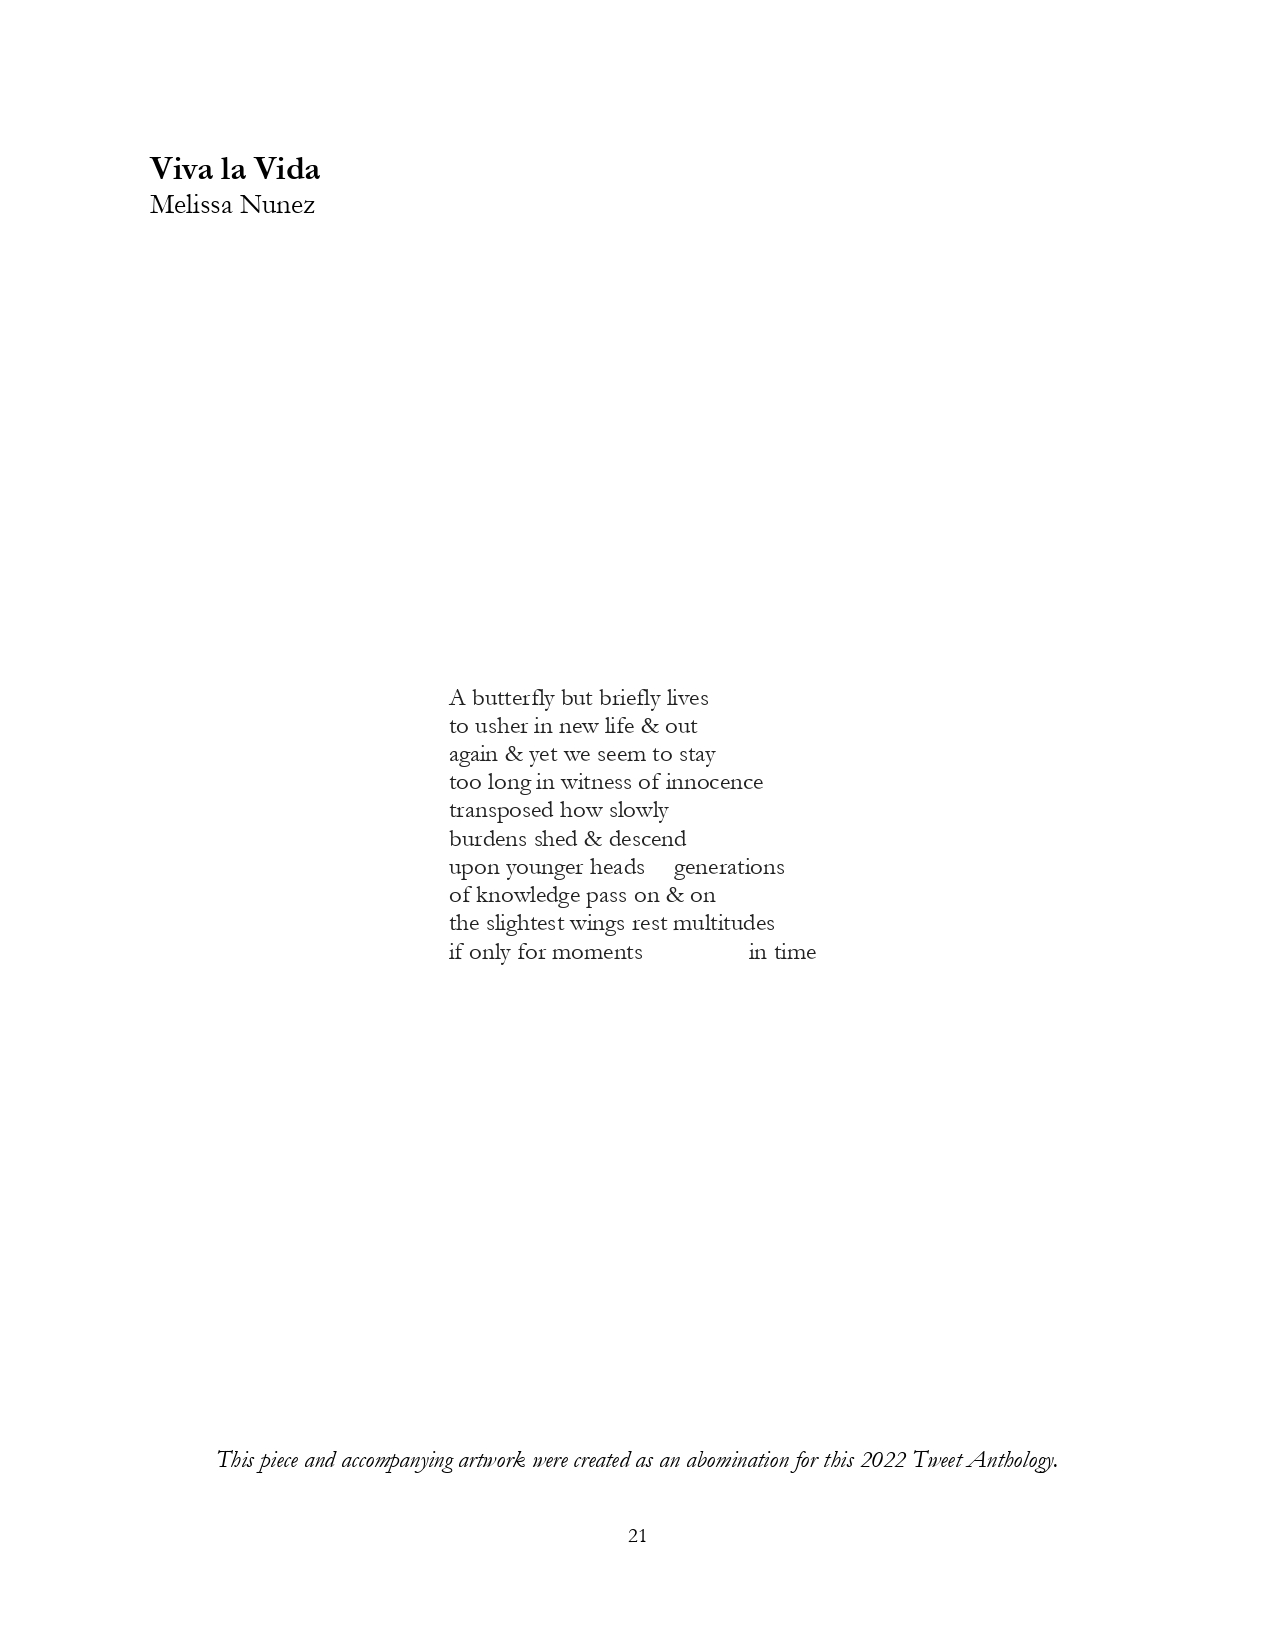 Viva la Vida
Melissa Nunez
A butterfly but briefly lives
to usher in new life & out
again & yet we seem to stay
too long in witness of innocence
transposed how slowly
burdens shed & descend
upon younger heads     generations
of knowledge pass on & on
the slightest wings rest multitudes
if only for moments                    in time
This piece and accompanying artwork were created as an abomination for this 2022 Tweet Anthology.
21